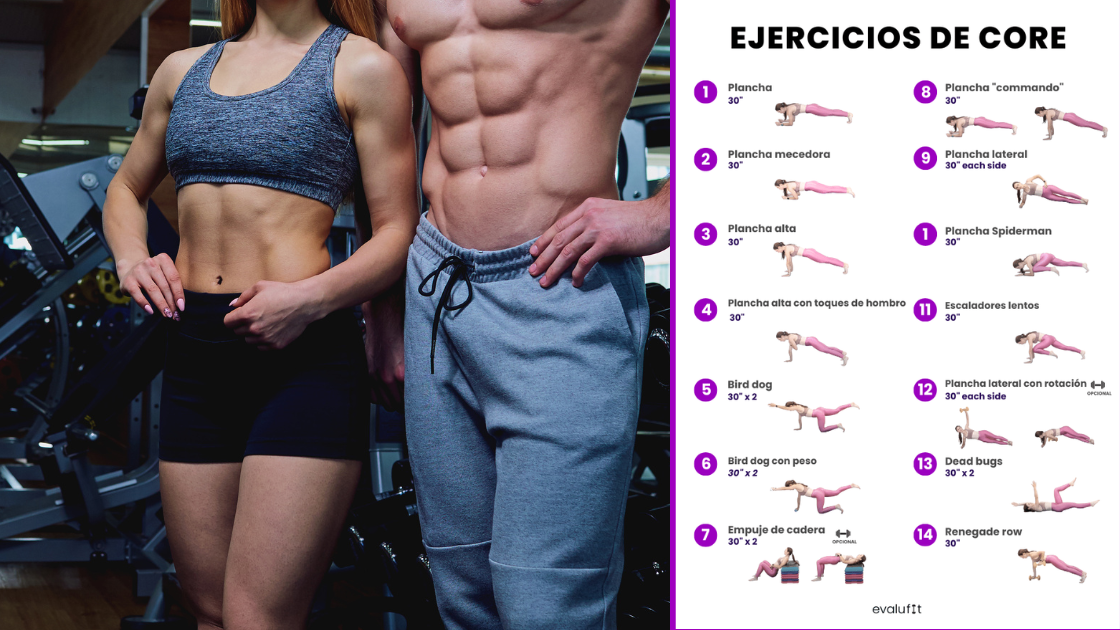 EJERCICIOS DE CORE
1
Plancha
30"
2
Plancha mecedora
30"
3
Plancha alta
30"
4
Plancha alta con toques de hombro
30"
5
Bird dog
30" x 2
6
Bird dog con peso
30" x 2
7
Empuje de cadera
30" x 2
OPCIONAL
8
Plancha "commando"
30"
9
Plancha lateral
30" each side
1
Plancha Spiderman
30"
11
Escaladores lentos
30"
12
Plancha lateral con rotación
30" each side
OPCIONAL
13
Dead bugs
30" x 2
14
Renegade row
30"
evalufit